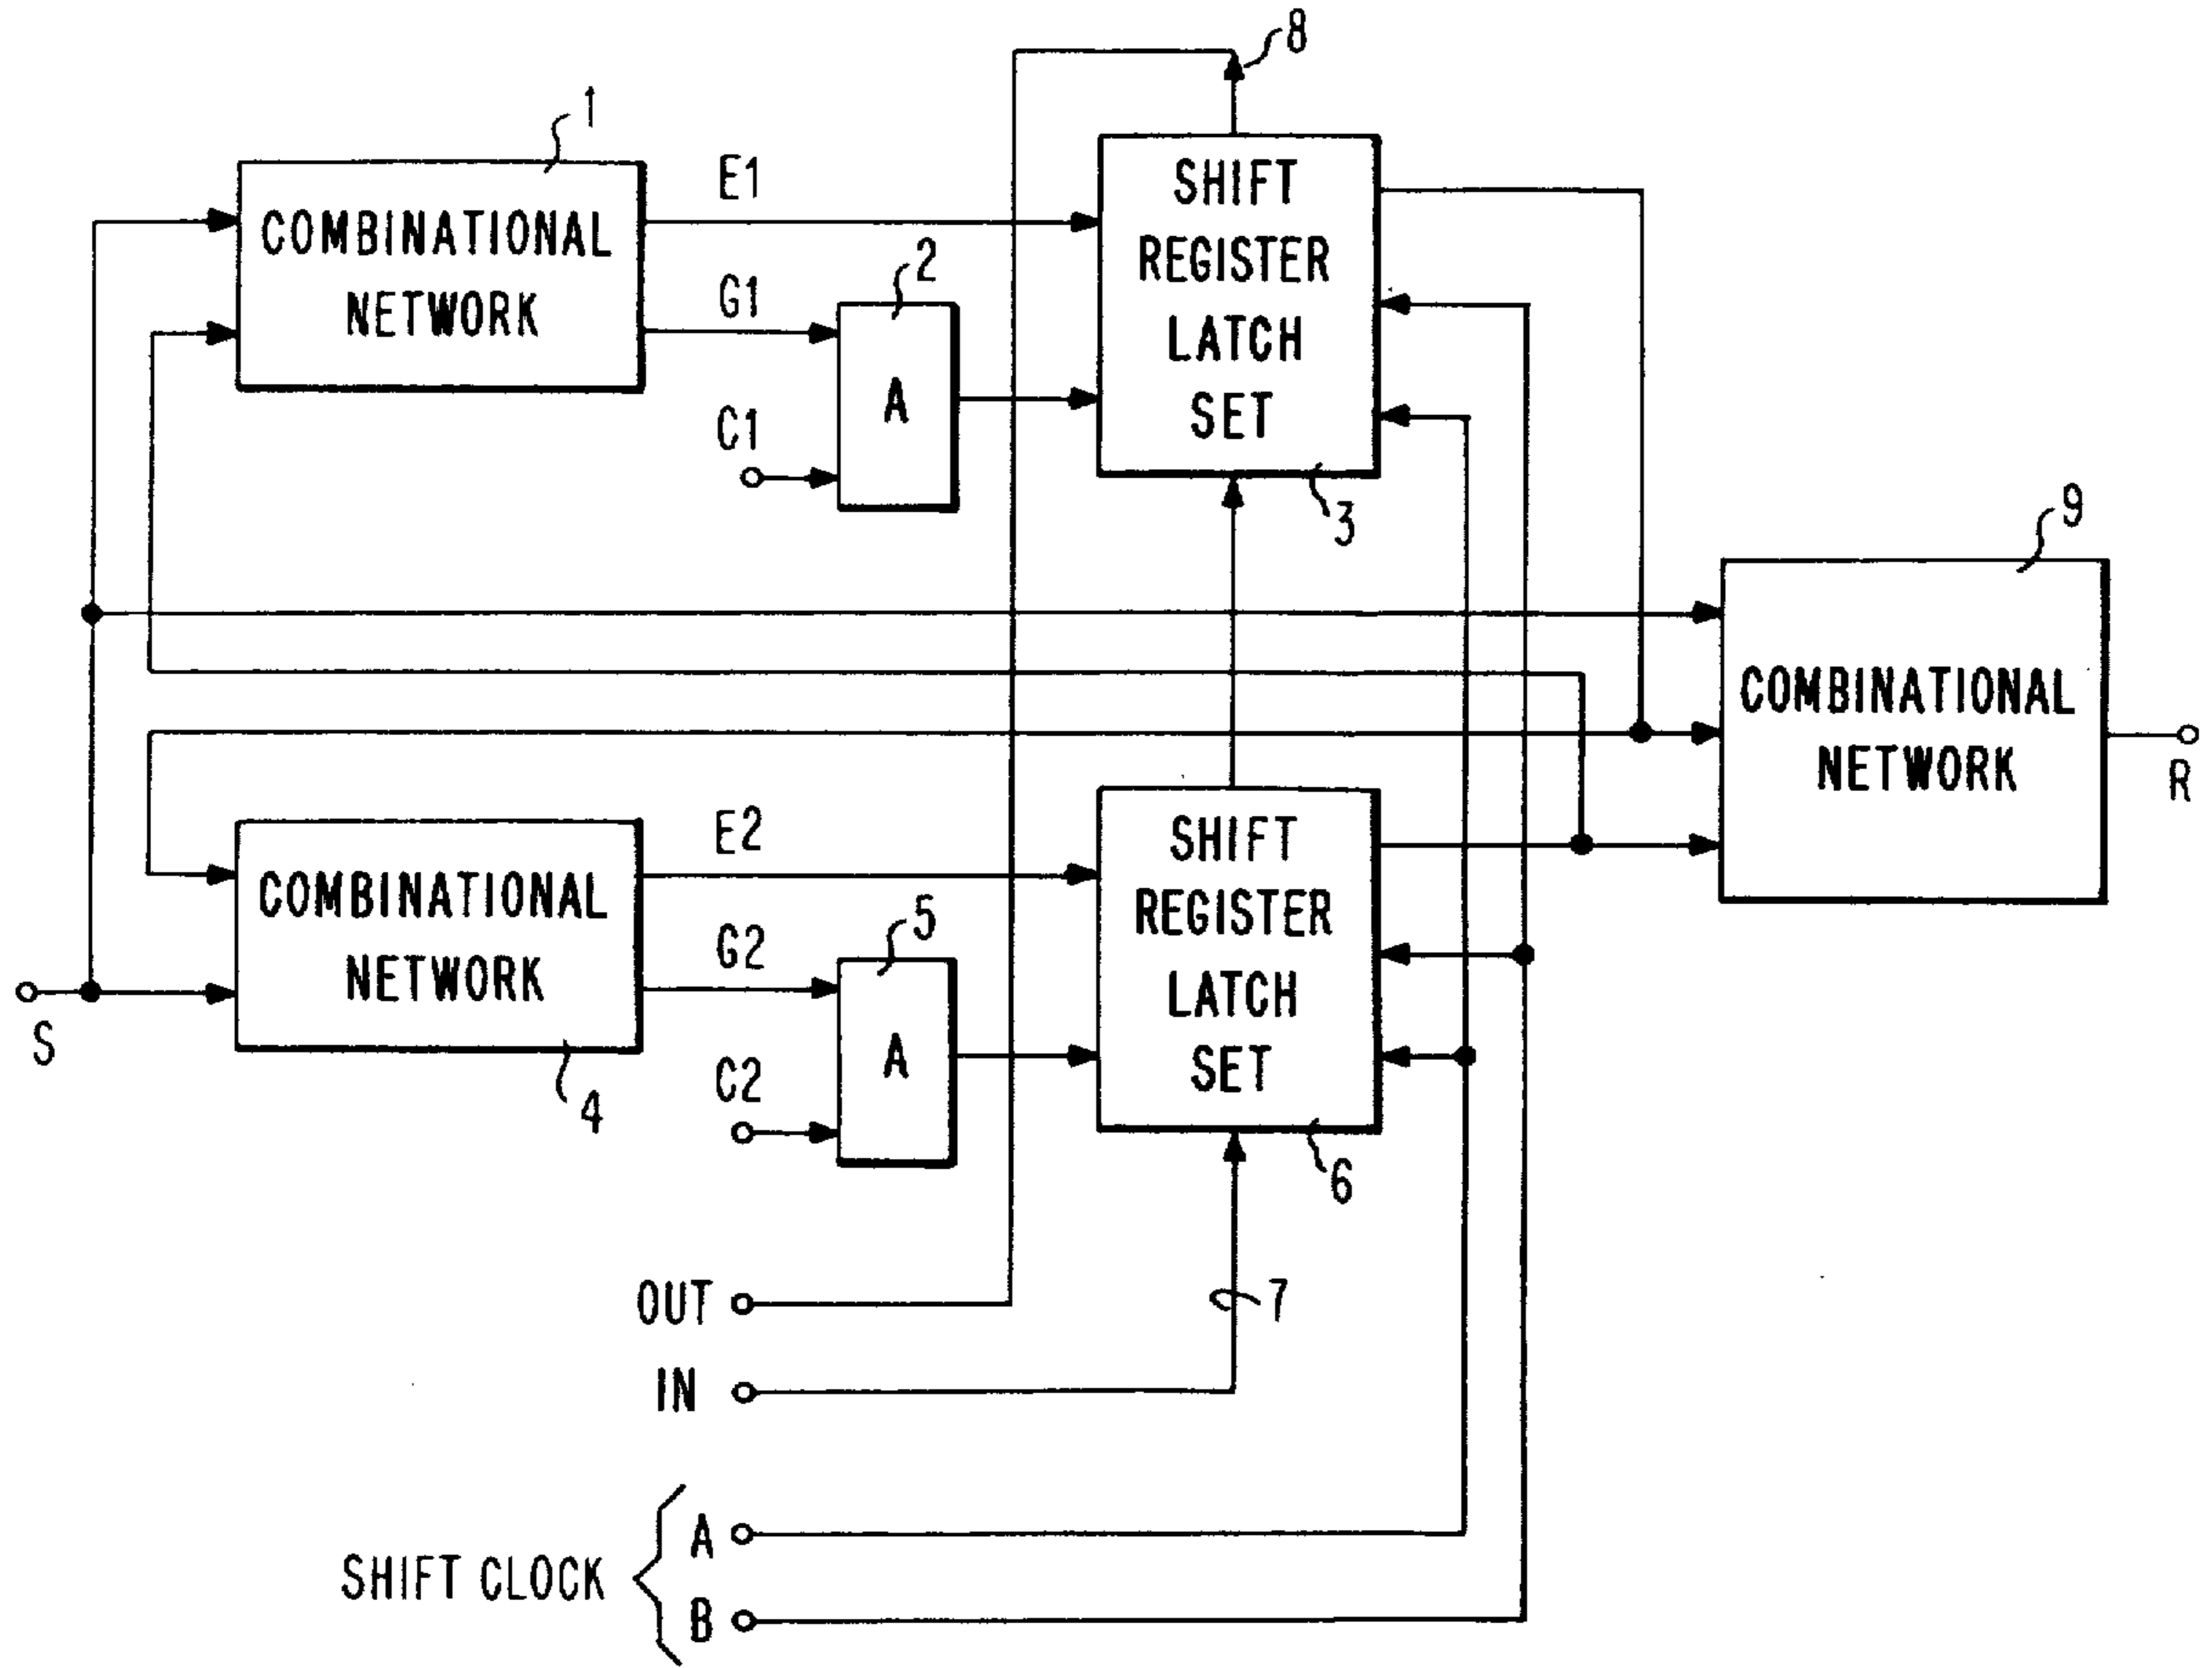 8
1
E1
COMBINATIONAL
NETWORK
G1
2
A
C1
SHIFT
REGISTER
LATCH
SET
3
9
COMBINATIONAL
NETWORK
R
E2
COMBINATIONAL
NETWORK
4
S
G2
5
A
C2
SHIFT
REGISTER
LATCH
SET
6
OUT
7
IN
SHIFT CLOCK
A
B